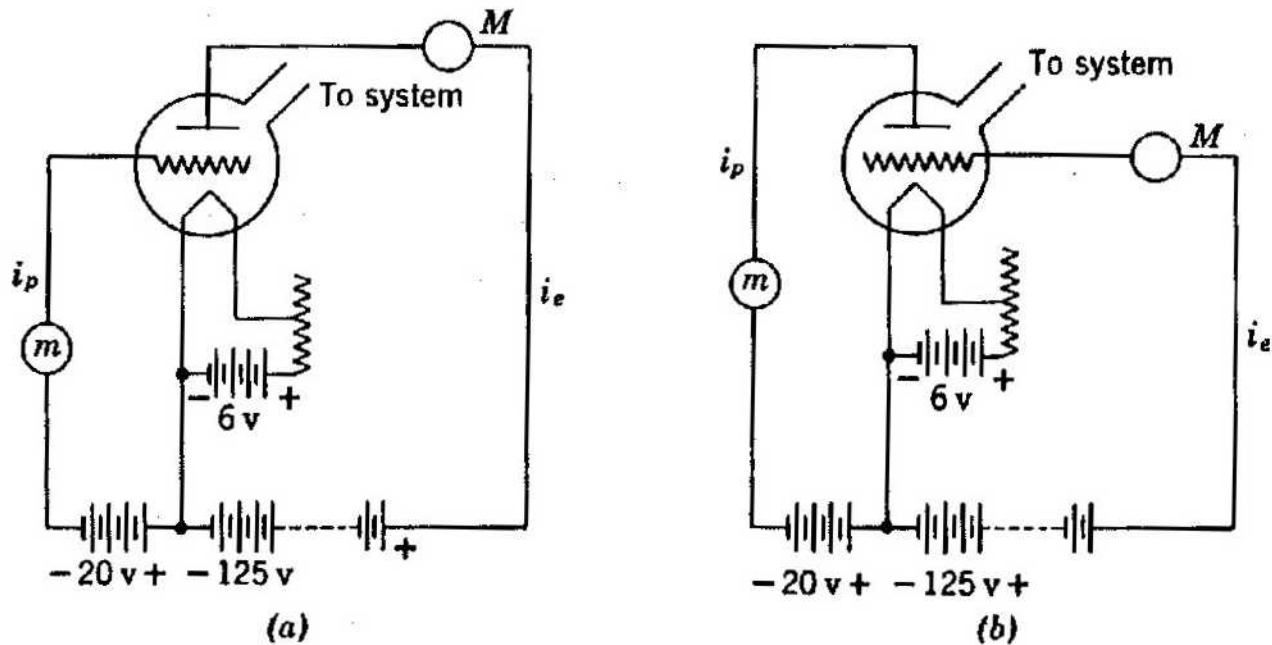 M
To system
i_p
m
i_e
- 6 v +
- 20 v + - 125 v +
(a)
To system
M
i_p
m
i_e
- 6 v +
- 20 v + - 125 v +
(b)